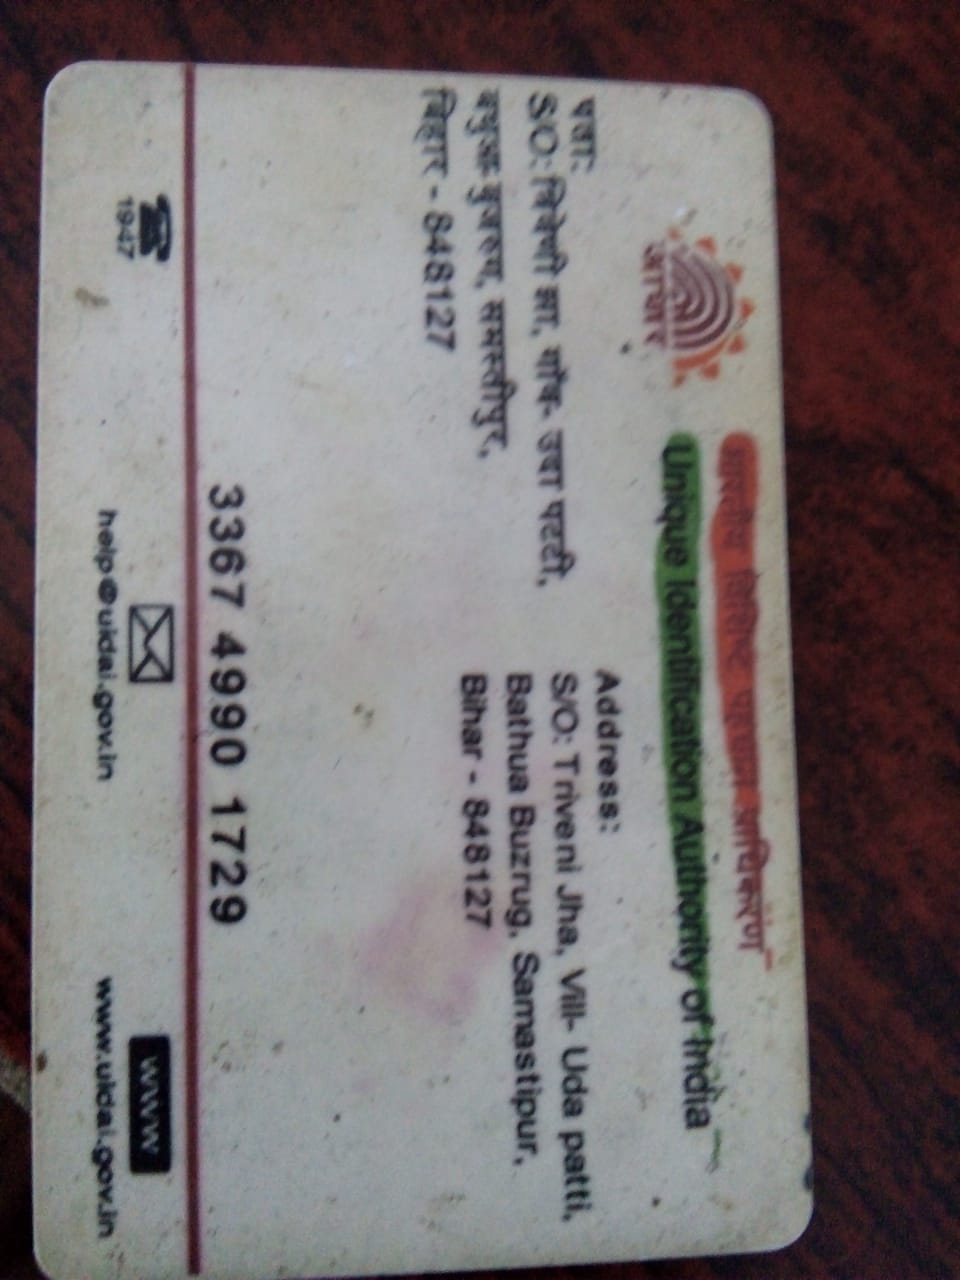 भारतीय विशिष्ट पहचान प्राधिकरण
Unique Identification Authority of India
आधार
पता:
S/O: त्रिवेणी झा, गाँव- उदा पटटी,
बथुआ बुजरुग, समस्तीपुर,
बिहार - 848127
Address:
S/O: Triveni Jha, Vill- Uda patti,
Bathua Buzrug, Samastipur,
Bihar - 848127
3367 4990 1729
1947
help@uidai.gov.in
www
www.uidai.gov.in